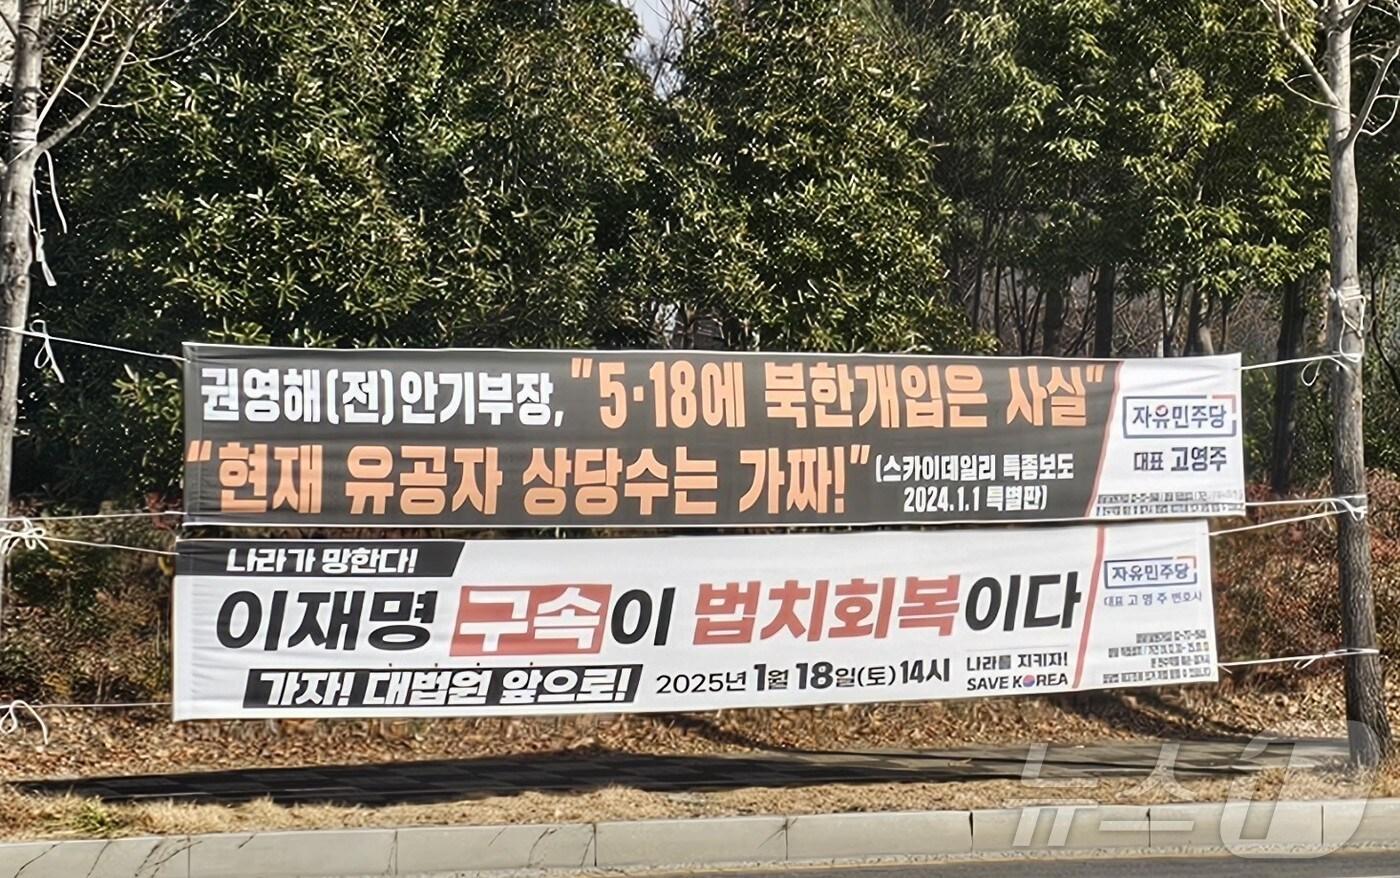 권영해(전)안기부장, "5·18에 북한개입은 사실"
"현재 유공자 상당수는 가짜!"
(스카이데일리 특종보도
2024.1.1 특별판)
자유민주당
대표 고영주
나라가 망한다!
이재명 구속이 법치회복이다
가자! 대법원 앞으로!
2025년 1월 18일(토) 14시
나라를 지키자!
SAVE KOREA
자유민주당
대표 고영주 변호사
뉴스1